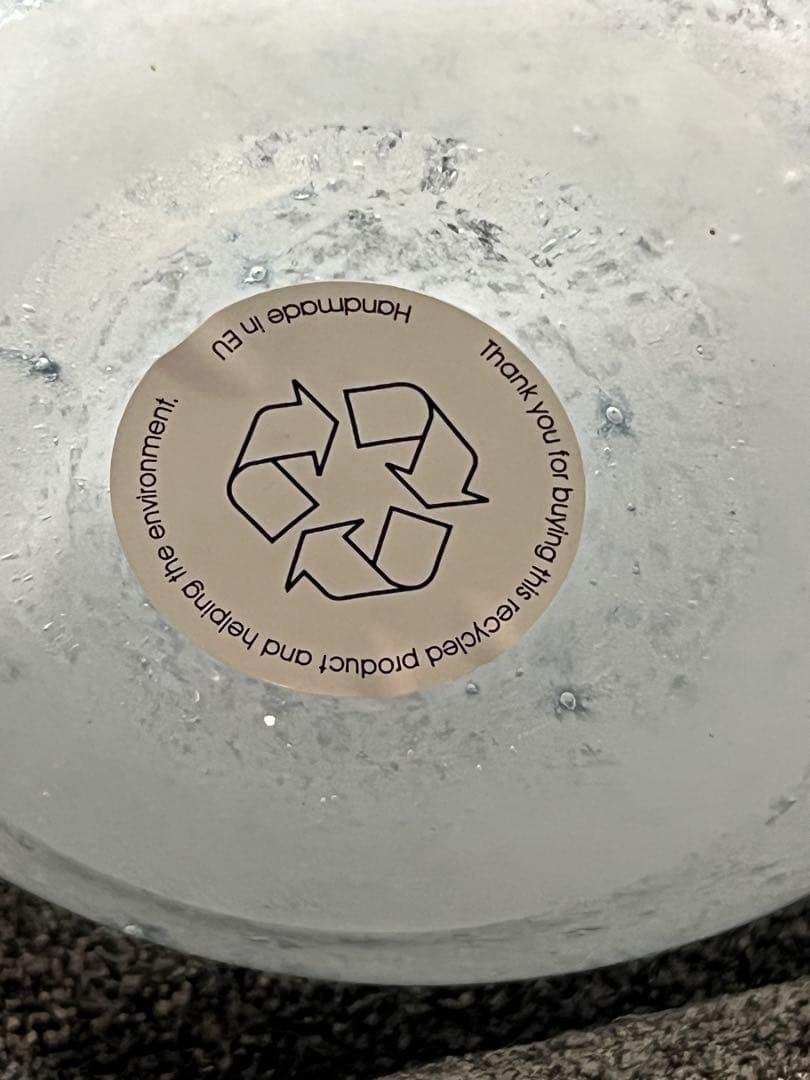 Thank you for buying this recycled product and helping the environment.
Handmade in EU